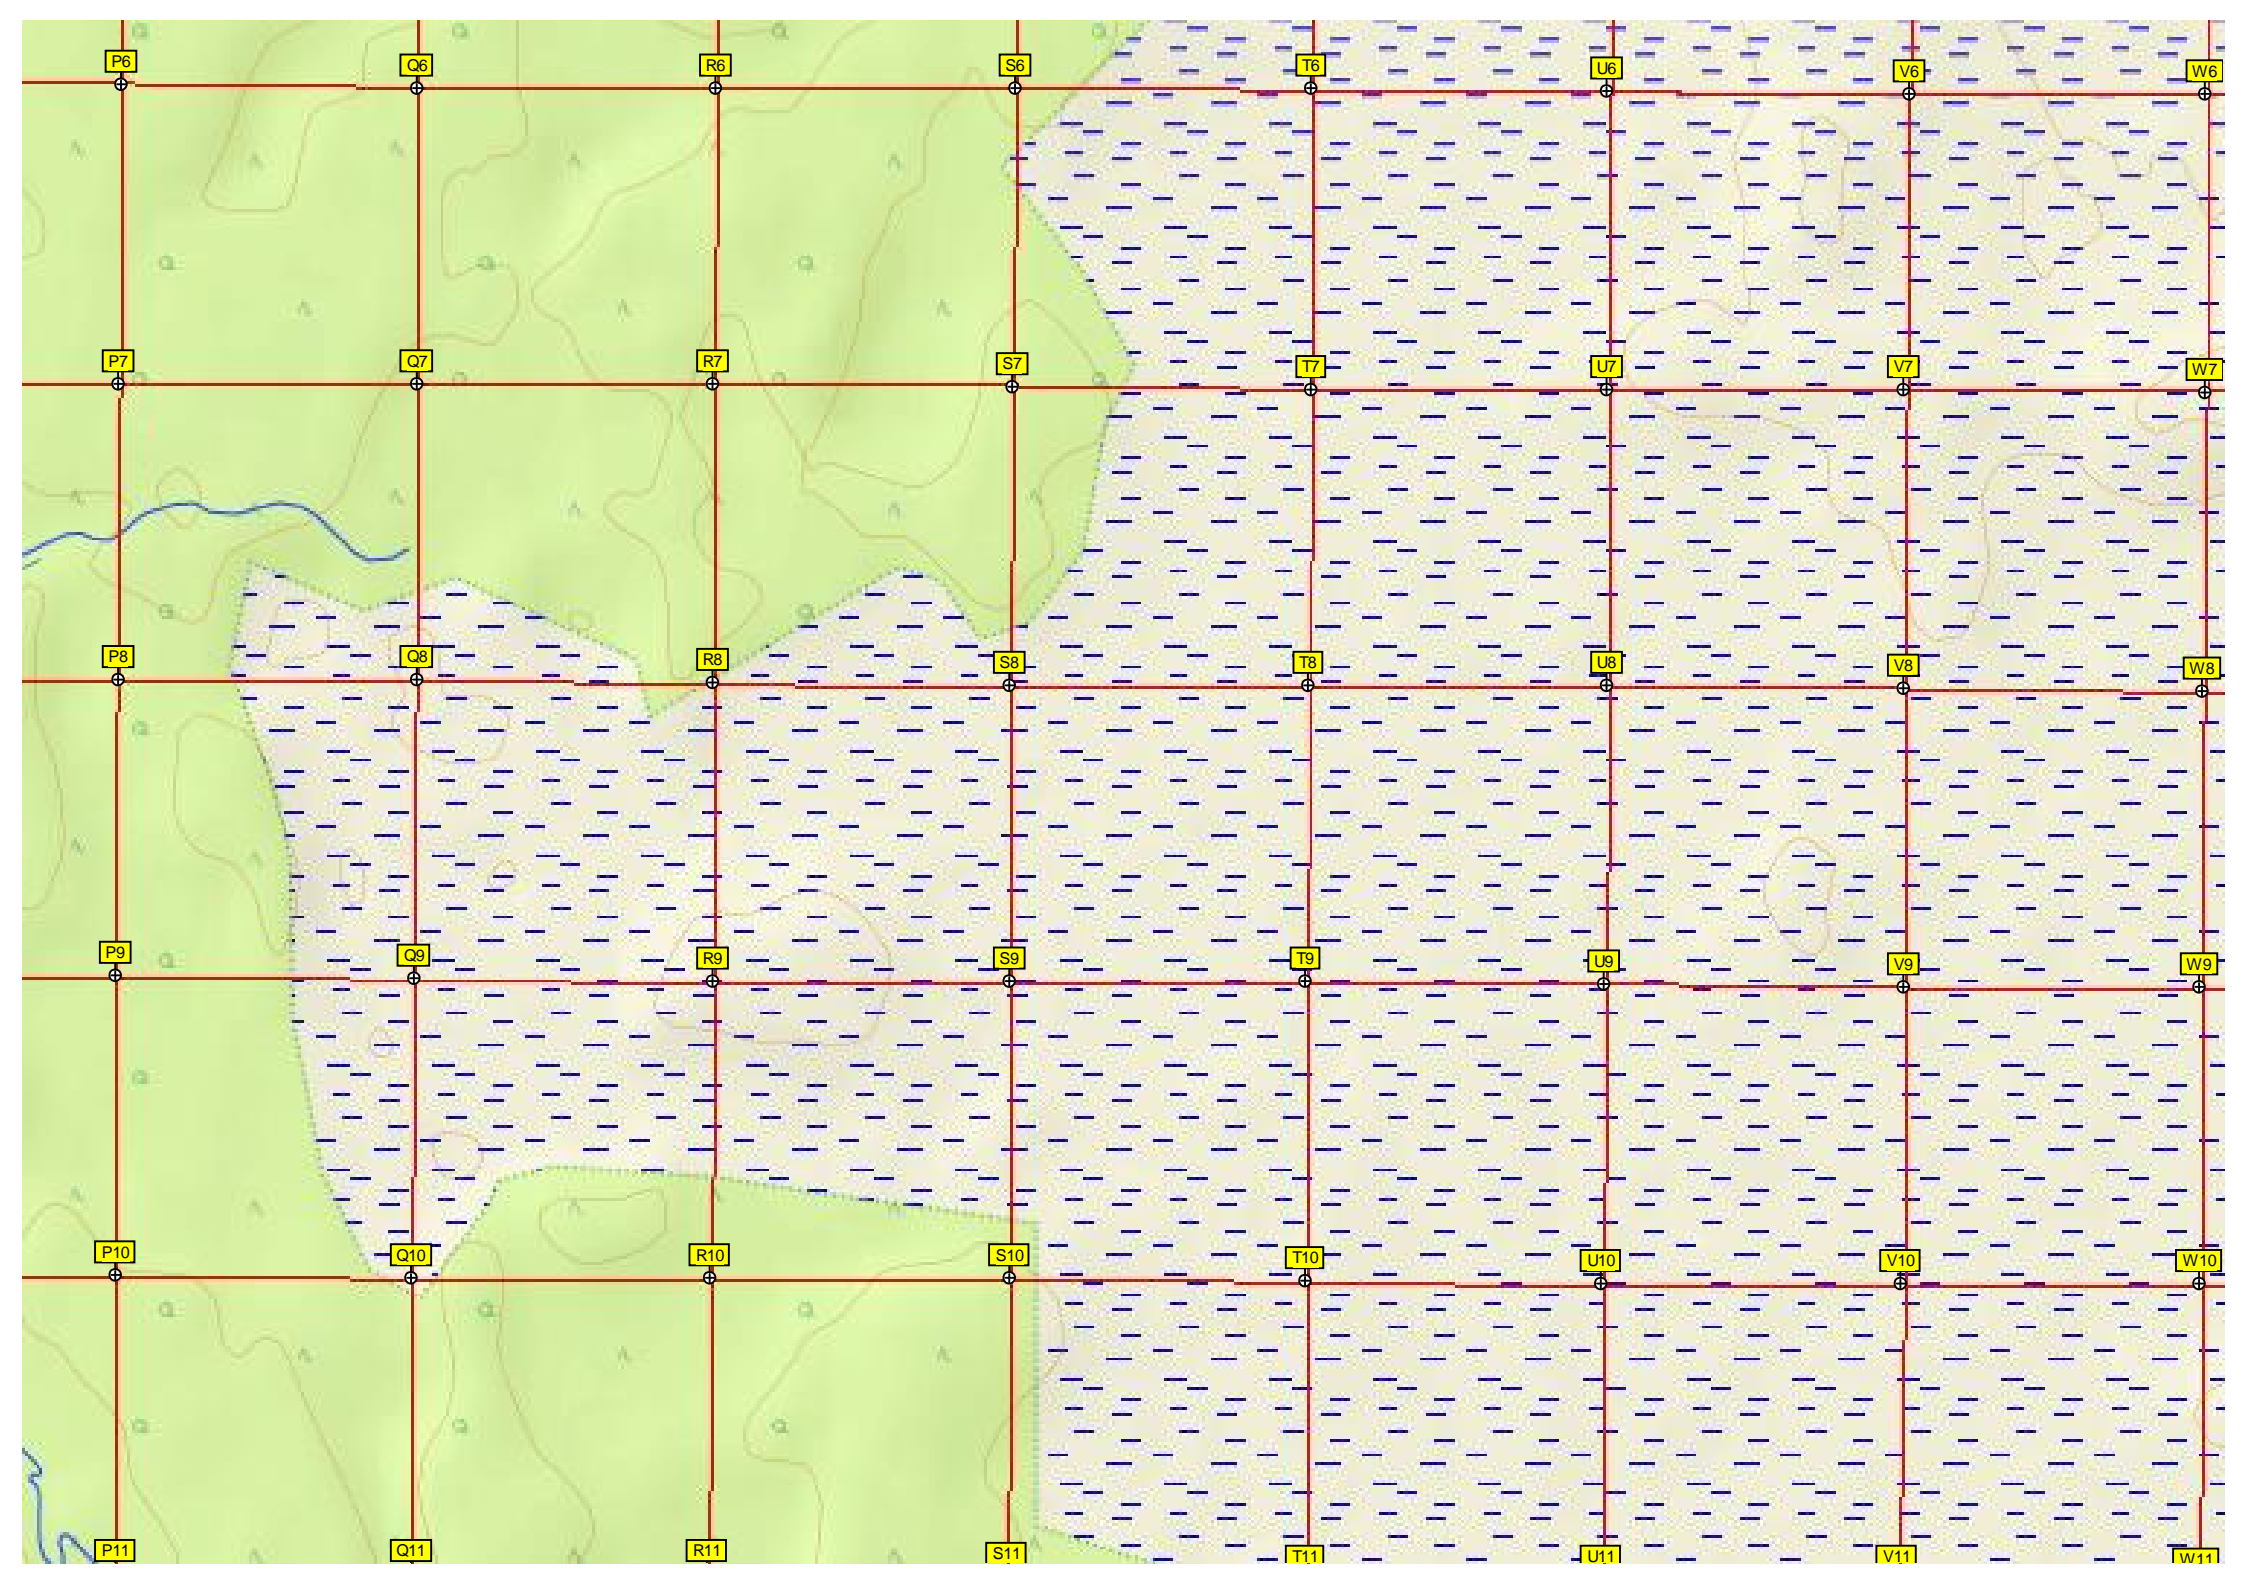 P6 Q6 R6 S6 T6 U6 V6 W6
P7 Q7 R7 S7 T7 U7 V7 W7
P8 Q8 R8 S8 T8 U8 V8 W8
P9 Q9 R9 S9 T9 U9 V9 W9
P10 Q10 R10 S10 T10 U10 V10 W10
P11 Q11 R11 S11 T11 U11 V11 W11